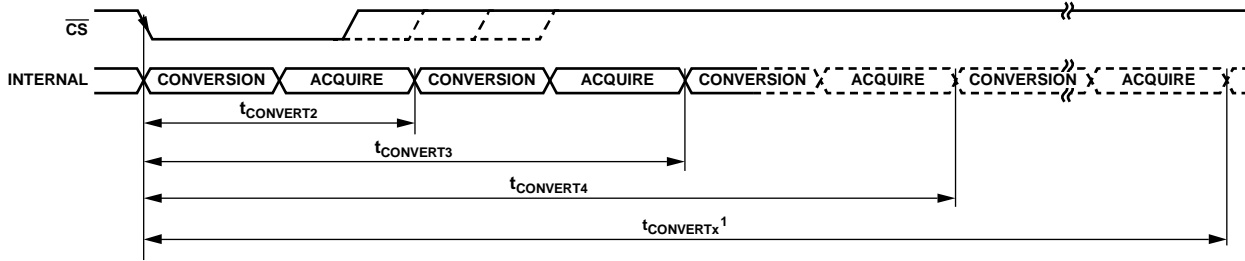 CS
INTERNAL CONVERSION ACQUIRE CONVERSION ACQUIRE CONVERSION ACQUIRE CONVERSION ACQUIRE
tCONVERT2
tCONVERT3
tCONVERT4
tCONVERTx1